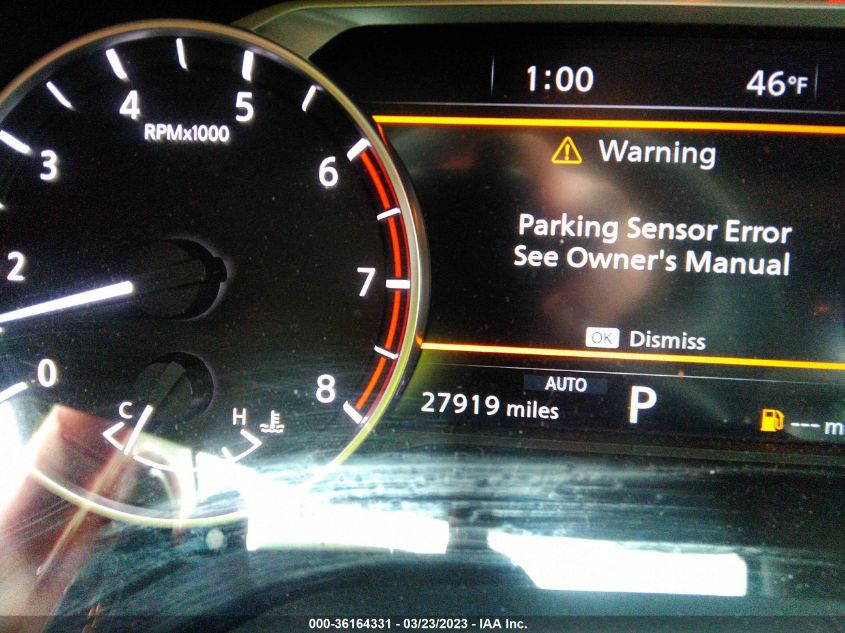 1:00 46°F
4 5
RPMx1000
3 6
Warning
Parking Sensor Error
See Owner's Manual
2 7
OK Dismiss
0 8
AUTO
27919 miles P --- m
C H
000-36164331 - 03/23/2023 - IAA Inc.